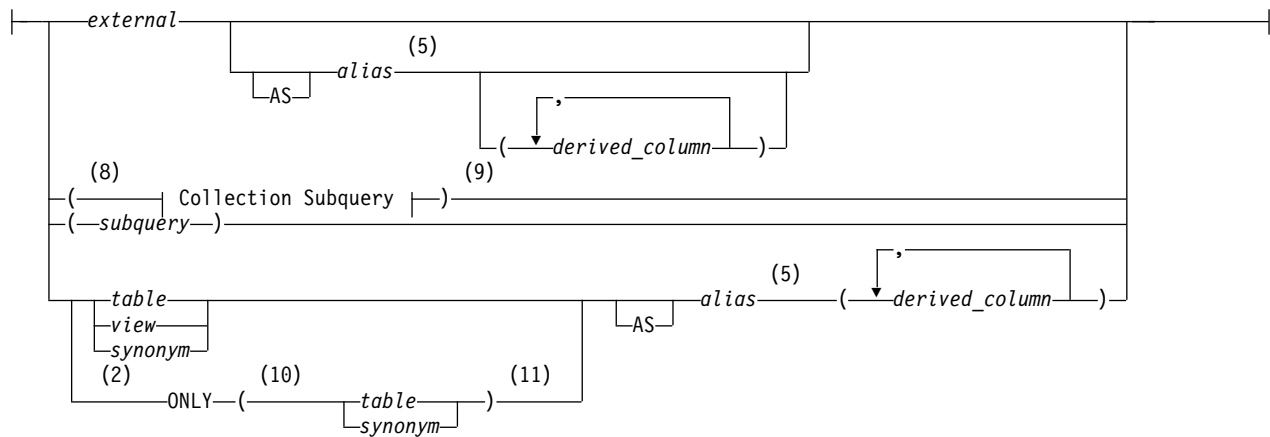 external
(5)
AS alias
,
( derived_column )
(8) (9)
( Collection Subquery )
( subquery )
,
table (5)
AS alias ( derived_column )
view
synonym
(2) (10) (11)
ONLY ( table )
synonym